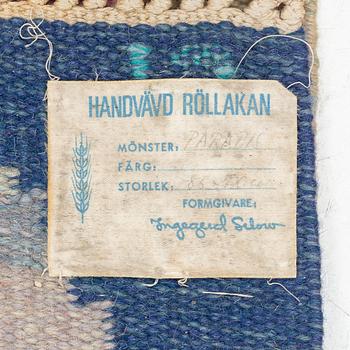 HANDVÄVD RÖLLAKAN
MÖNSTER:
FÄRG:
STORLEK:
FORMGIVARE:
Ingegerd Silow